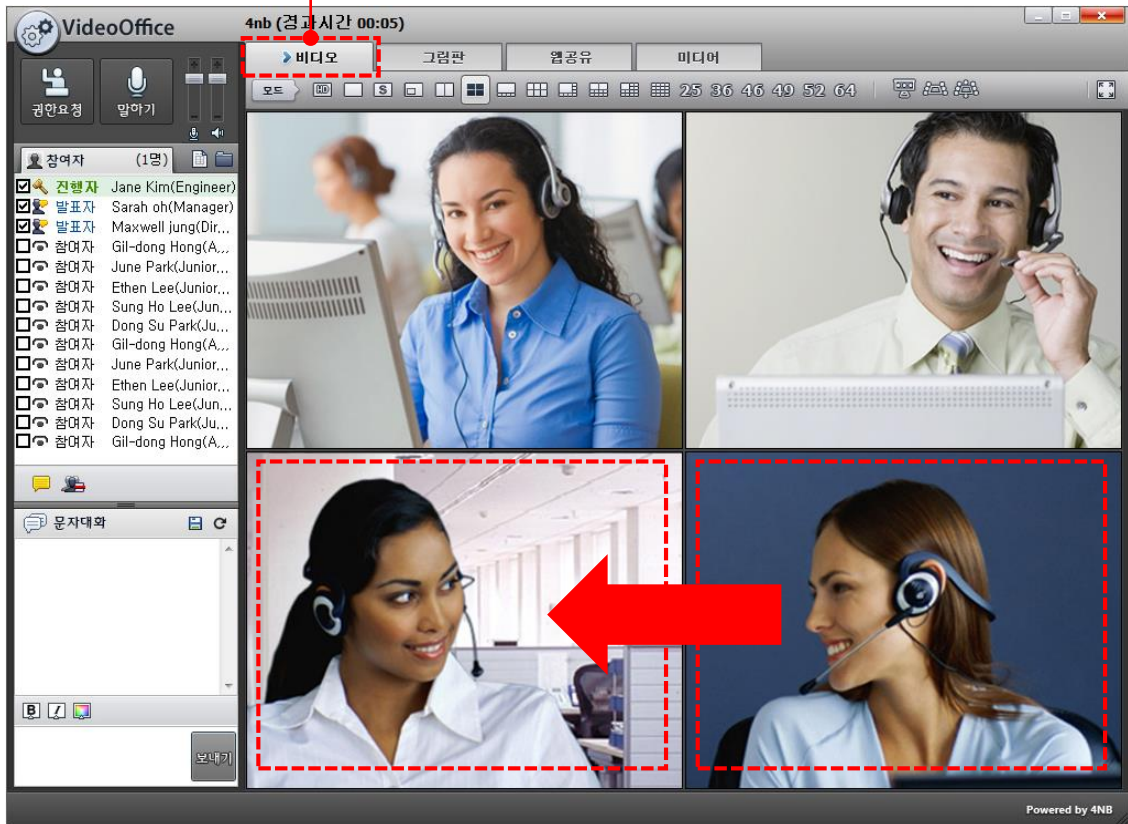 VideoOffice
4nb (경과시간 00:05)
비디오 그림판 웹공유 미디어
권한요청 말하기
모드 HD S 25 36 46 49 52 64
참여자 (1명)
진행자 Jane Kim(Engineer)
발표자 Sarah oh(Manager)
발표자 Maxwell jung(Dir...
참여자 Gil-dong Hong(A...
참여자 June Park(Junior...
참여자 Ethen Lee(Junior...
참여자 Sung Ho Lee(Jun...
참여자 Dong Su Park(Ju...
참여자 Gil-dong Hong(A...
참여자 June Park(Junior...
참여자 Ethen Lee(Junior...
참여자 Sung Ho Lee(Jun...
참여자 Dong Su Park(Ju...
참여자 Gil-dong Hong(A...
문자대화
B I
보내기
Powered by 4NB